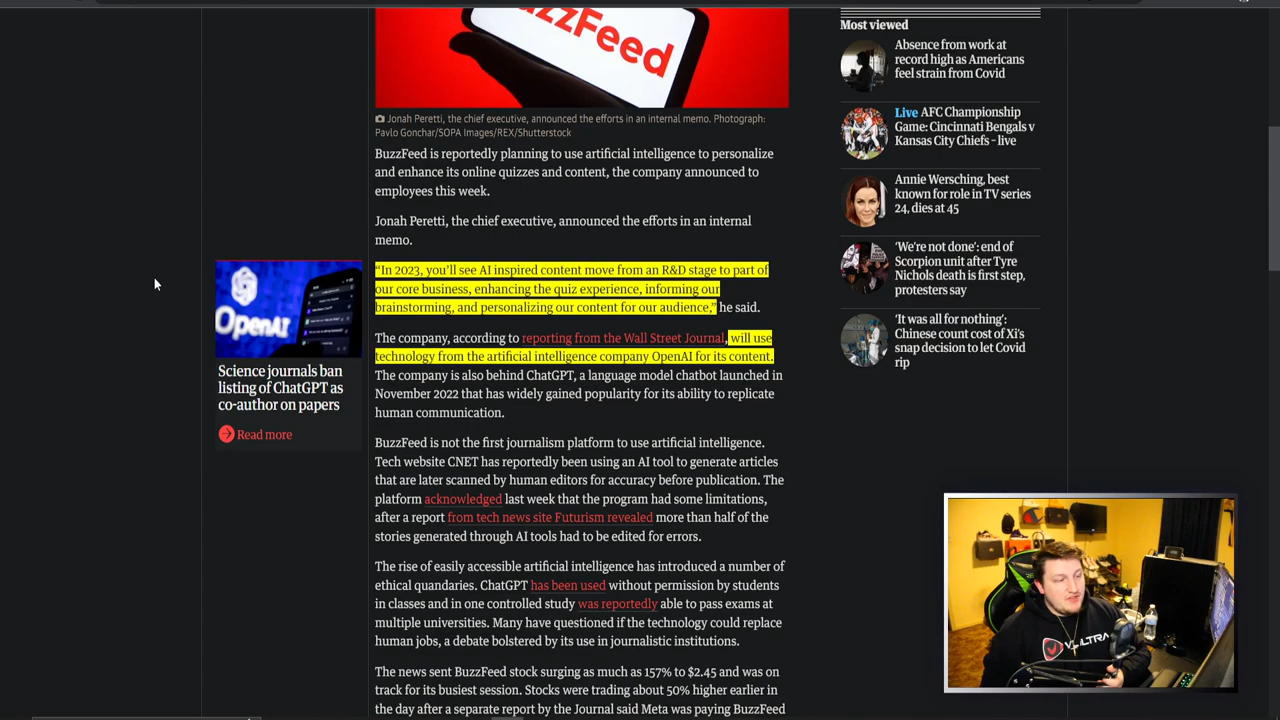 BuzzFeed
Jonah Peretti, the chief executive, announced the efforts in an internal memo. Photograph:
Pavlo Gonchar/SOPA Images/REX/Shutterstock
BuzzFeed is reportedly planning to use artificial intelligence to personalize
and enhance its online quizzes and content, the company announced to
employees this week.
Jonah Peretti, the chief executive, announced the efforts in an internal
memo.
“In 2023, you’ll see AI inspired content move from an R&D stage to part of
our core business, enhancing the quiz experience, informing our
brainstorming, and personalizing our content for our audience,” he said.
The company, according to reporting from the Wall Street Journal, will use
technology from the artificial intelligence company OpenAI for its content.
The company is also behind ChatGPT, a language model chatbot launched in
November 2022 that has widely gained popularity for its ability to replicate
human communication.
BuzzFeed is not the first journalism platform to use artificial intelligence.
Tech website CNET has reportedly been using an AI tool to generate articles
that are later scanned by human editors for accuracy before publication. The
platform acknowledged last week that the program had some limitations,
after a report from tech news site Futurism revealed more than half of the
stories generated through AI tools had to be edited for errors.
The rise of easily accessible artificial intelligence has introduced a number of
ethical quandaries. ChatGPT has been used without permission by students
in classes and in one controlled study was reportedly able to pass exams at
multiple universities. Many have questioned if the technology could replace
human jobs, a debate bolstered by its use in journalistic institutions.
The news sent BuzzFeed stock surging as much as 157% to $2.45 and was on
track for its busiest session. Stocks were trading about 50% higher earlier in
the day after a separate report by the Journal said Meta was paying BuzzFeed
OpenAI
Science journals ban
listing of ChatGPT as
co-author on papers
Read more
Most viewed
Absence from work at
record high as Americans
feel strain from Covid
Live AFC Championship
Game: Cincinnati Bengals v
Kansas City Chiefs – live
Annie Wersching, best
known for role in TV series
24, dies at 45
‘We’re not done’: end of
Scorpion unit after Tyre
Nichols death is first step,
protesters say
‘It was all for nothing’:
Chinese count cost of Xi’s
snap decision to let Covid
rip